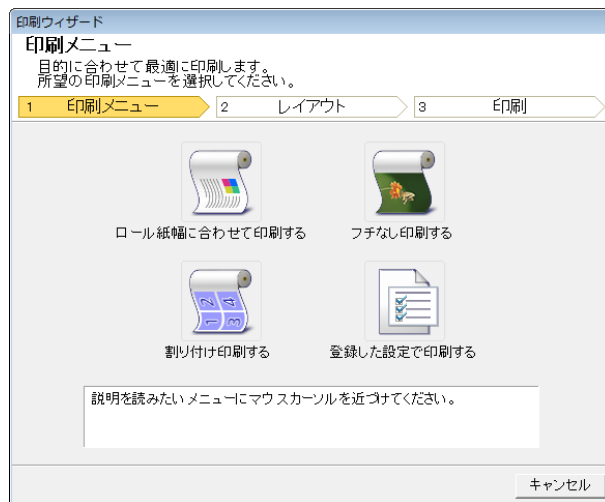 印刷ウィザード
印刷メニュー
目的に合わせて最適に印刷します。
所望の印刷メニューを選択してください。
1 印刷メニュー 2 レイアウト 3 印刷
ロール紙幅に合わせて印刷する フチなし印刷する
1 2 3 4
割り付け印刷する 登録した設定で印刷する
説明を読みたいメニューにマウスカーソルを近づけてください。
キャンセル